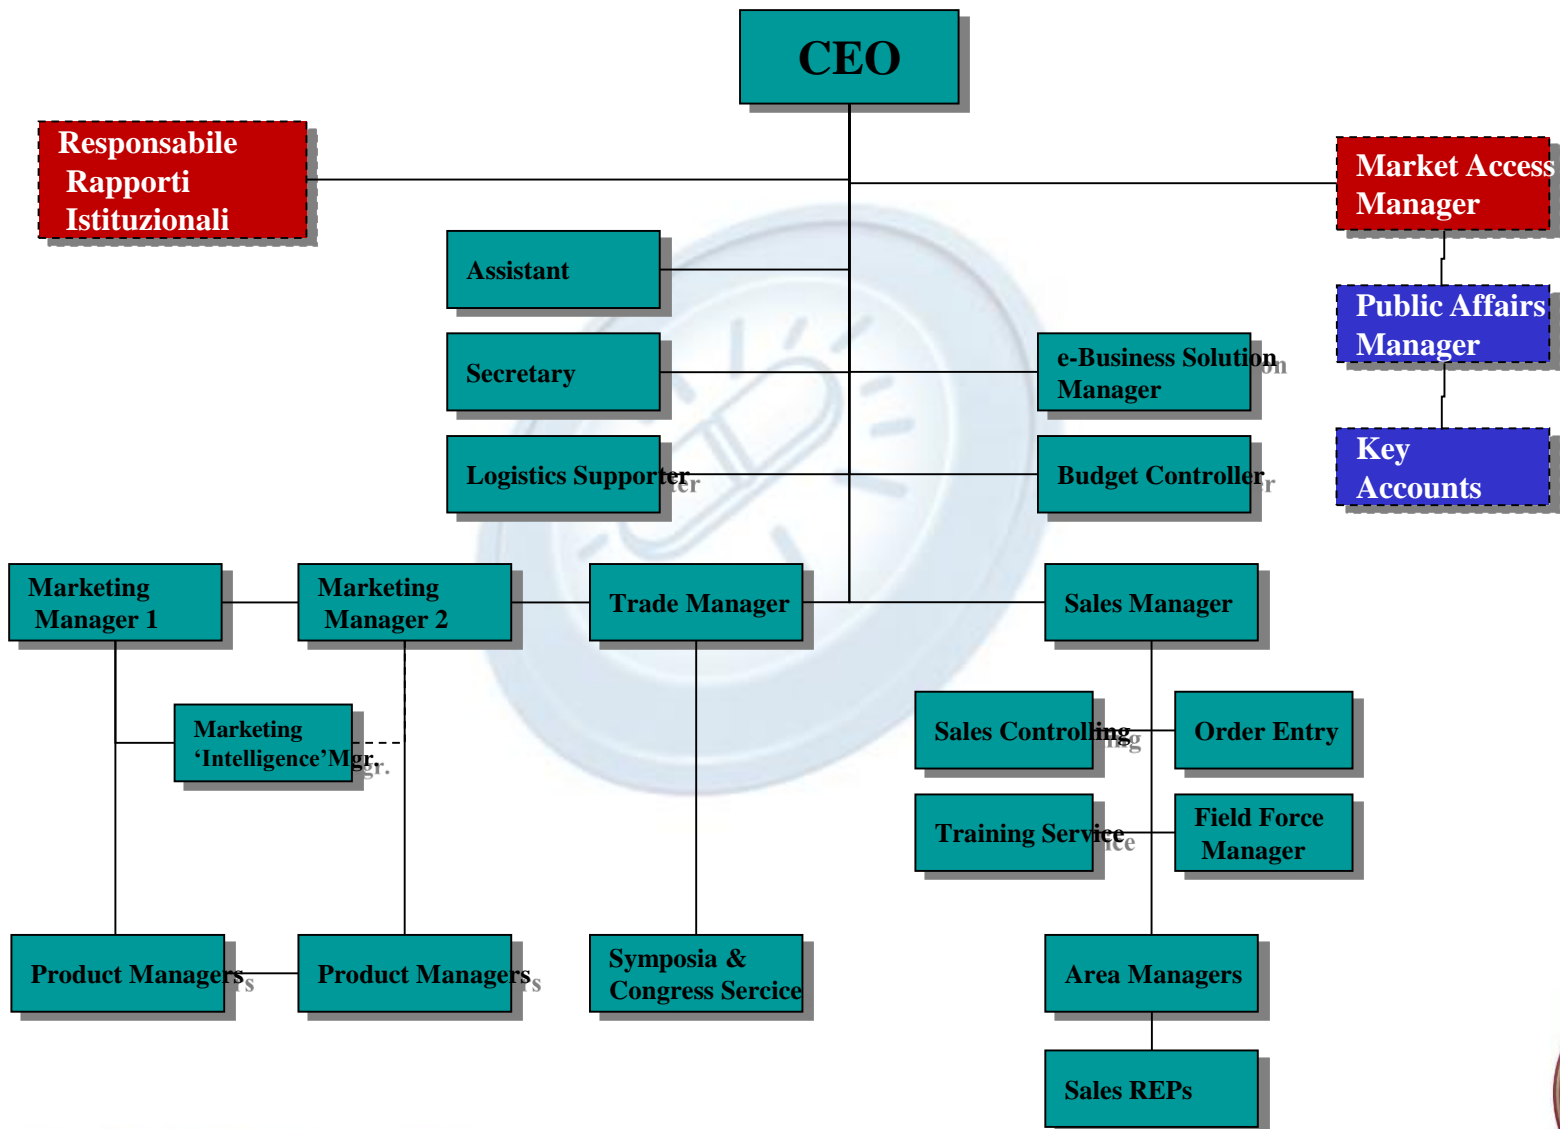 CEO
Responsabile
Rapporti
Istituzionali
Market Access
Manager
Assistant
Public Affairs
Manager
Secretary
e-Business Solution
Manager
Logistics Supporter
Budget Controller
Key
Accounts
Marketing
Manager 1
Marketing
Manager 2
Trade Manager
Sales Manager
Marketing
‘Intelligence’Mgr.
Sales Controlling
Order Entry
Training Service
Field Force
Manager
Product Managers
Product Managers
Symposia &
Congress Sercice
Area Managers
Sales REPs